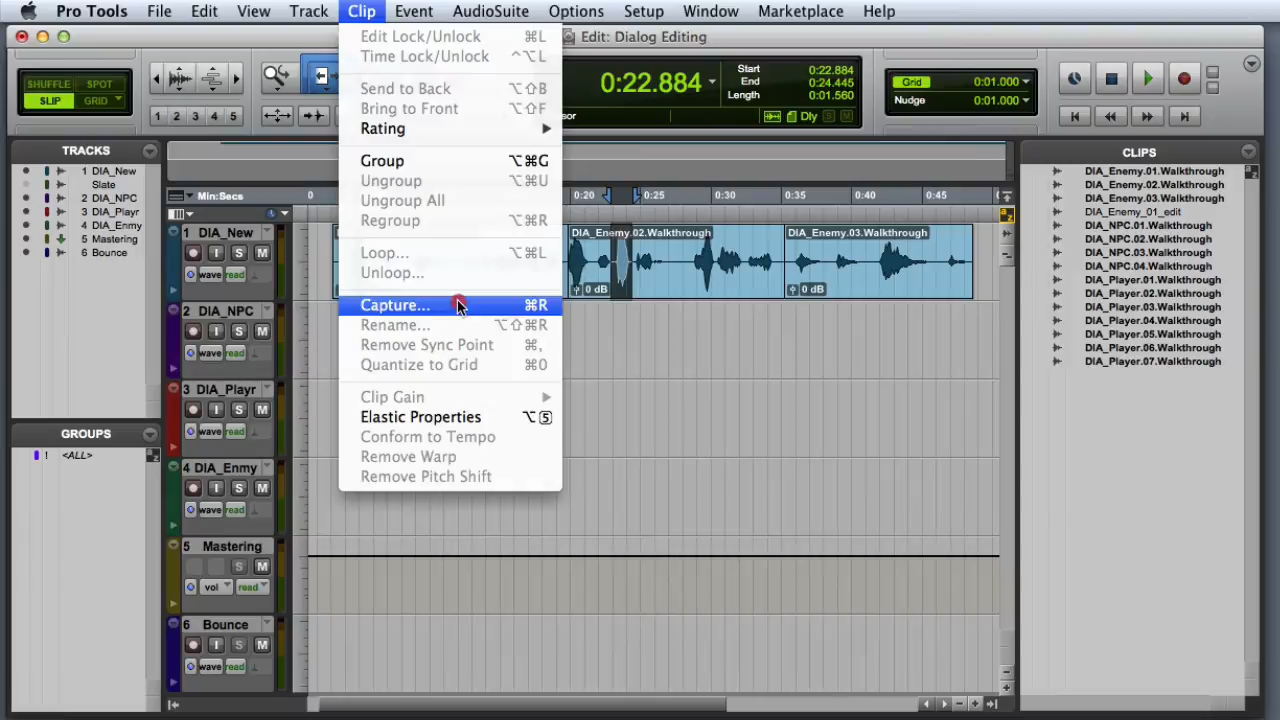 Pro Tools File Edit View Track Clip Event AudioSuite Options Setup Window Marketplace Help
Edit: Dialog Editing
SHUFFLE SPOT
SLIP GRID
1 2 3 4 5
0:22.884
Start 0:22.884
End 0:24.445
Length 0:01.560
sor
Dly S M
Grid 0:01.000
Nudge 0:01.000
Edit Lock/Unlock ⌘L
Time Lock/Unlock ^⌥L
Send to Back ⌥⇧B
Bring to Front ⌥⇧F
Rating
Group ⌥⌘G
Ungroup ⌥⌘U
Ungroup All
Regroup ⌥⌘R
Loop... ⌥⌘L
Unloop...
Capture... ⌘R
Rename... ⌥⇧⌘R
Remove Sync Point ⌘,
Quantize to Grid ⌘0
Clip Gain
Elastic Properties ⌥5
Conform to Tempo
Remove Warp
Remove Pitch Shift
TRACKS
1 DIA_New
Slate
2 DIA_NPC
3 DIA_Playr
4 DIA_Enmy
5 Mastering
6 Bounce
GROUPS
! <ALL>
Min:Secs 0 0:20 0:25 0:30 0:35 0:40 0:45
1 DIA_New
I S M
wave read
DIA_Enemy.02.Walkthrough
0 dB
DIA_Enemy.03.Walkthrough
0 dB
2 DIA_NPC
I S M
wave read
3 DIA_Playr
I S M
wave read
4 DIA_Enmy
I S M
wave read
5 Mastering
S M
vol read
6 Bounce
I S M
wave read
CLIPS
DIA_Enemy.01.Walkthrough
DIA_Enemy.02.Walkthrough
DIA_Enemy.03.Walkthrough
DIA_Enemy_01_edit
DIA_NPC.01.Walkthrough
DIA_NPC.02.Walkthrough
DIA_NPC.03.Walkthrough
DIA_NPC.04.Walkthrough
DIA_Player.01.Walkthrough
DIA_Player.02.Walkthrough
DIA_Player.03.Walkthrough
DIA_Player.04.Walkthrough
DIA_Player.05.Walkthrough
DIA_Player.06.Walkthrough
DIA_Player.07.Walkthrough